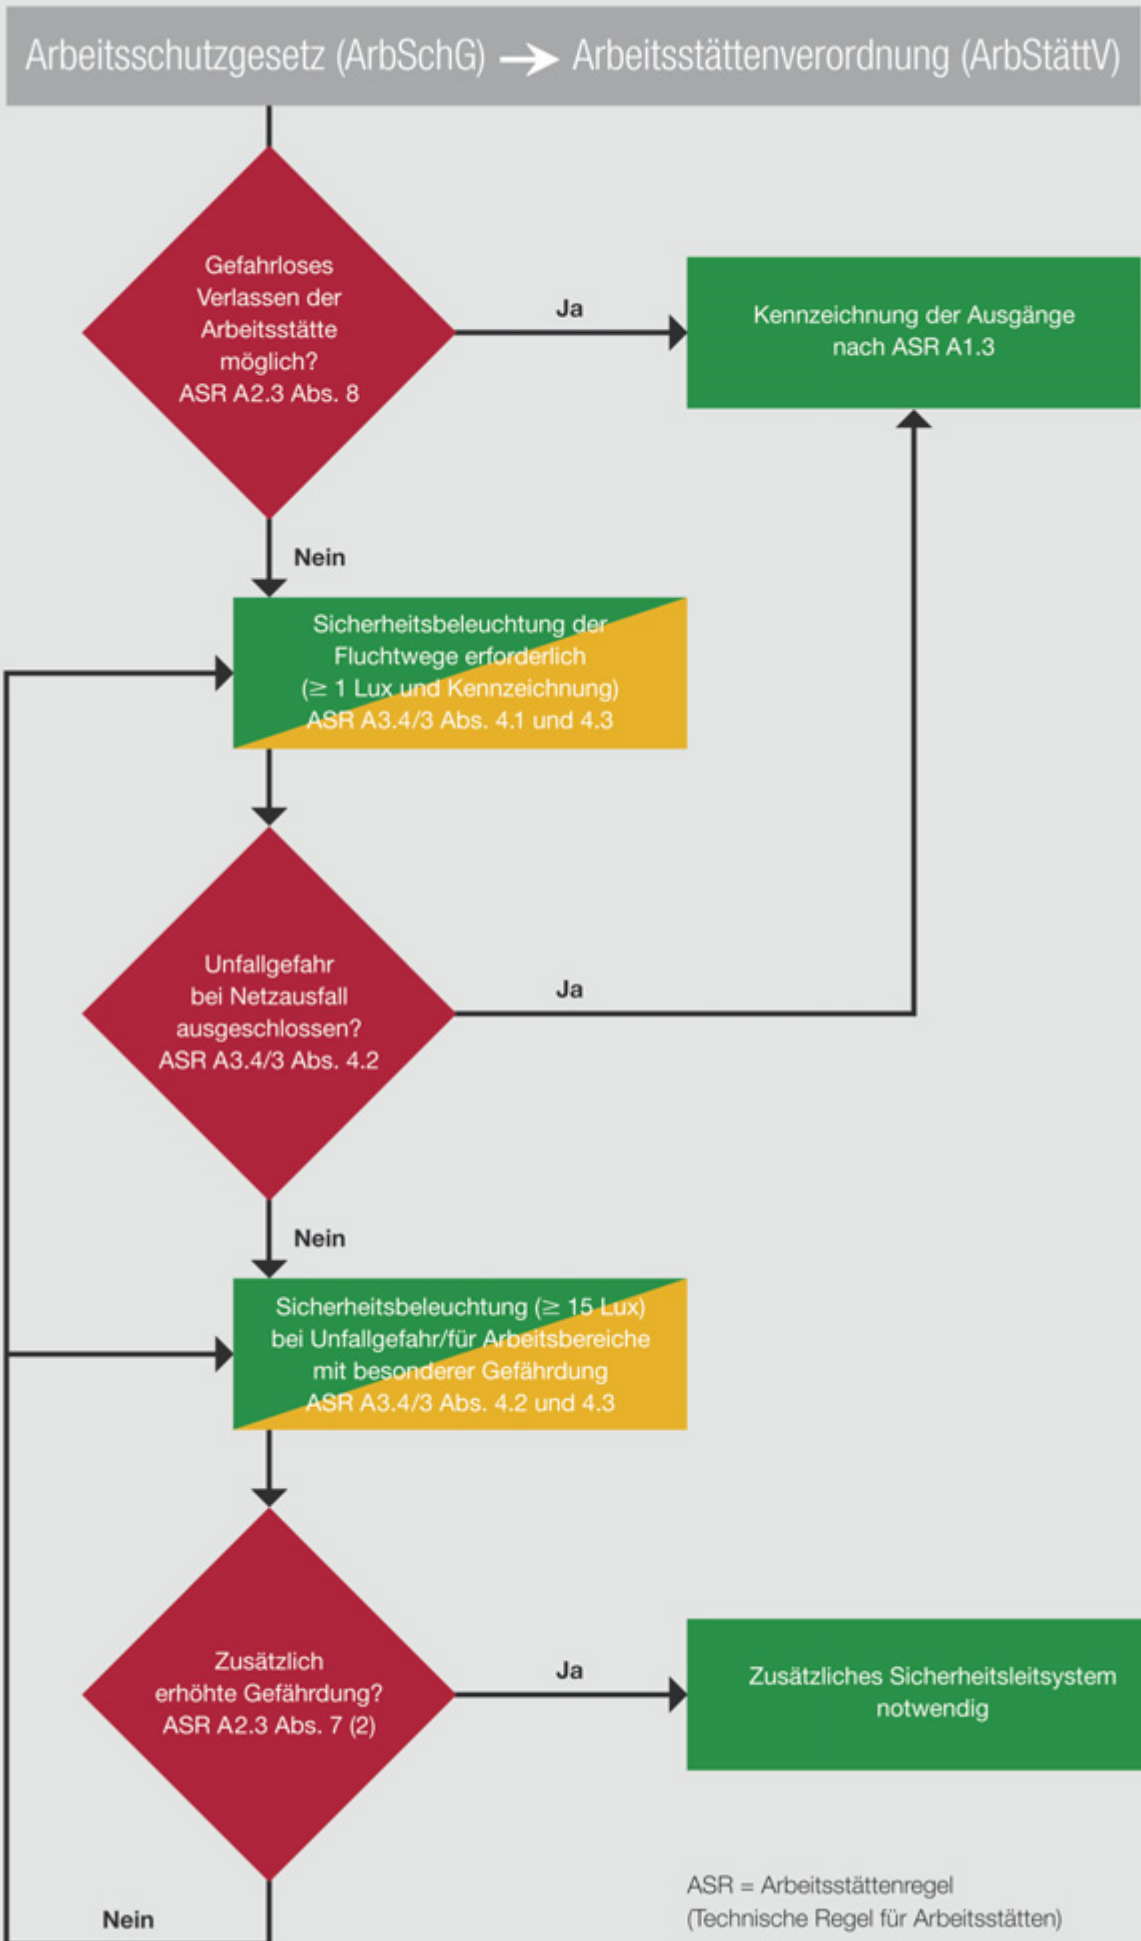 Arbeitsschutzgesetz (ArbSchG) → Arbeitsstättenverordnung (ArbStättV)
Gefahrloses
Verlassen der
Arbeitsstätte
möglich?
ASR A2.3 Abs. 8
Ja
Kennzeichnung der Ausgänge
nach ASR A1.3
Nein
Sicherheitsbeleuchtung der
Fluchtwege erforderlich
(≥ 1 Lux und Kennzeichnung)
ASR A3.4/3 Abs. 4.1 und 4.3
Unfallgefahr
bei Netzausfall
ausgeschlossen?
ASR A3.4/3 Abs. 4.2
Ja
Nein
Sicherheitsbeleuchtung (≥ 15 Lux)
bei Unfallgefahr/für Arbeitsbereiche
mit besonderer Gefährdung
ASR A3.4/3 Abs. 4.2 und 4.3
Zusätzlich
erhöhte Gefährdung?
ASR A2.3 Abs. 7 (2)
Ja
Zusätzliches Sicherheitsleitsystem
notwendig
Nein
ASR = Arbeitsstättenregel
(Technische Regel für Arbeitsstätten)